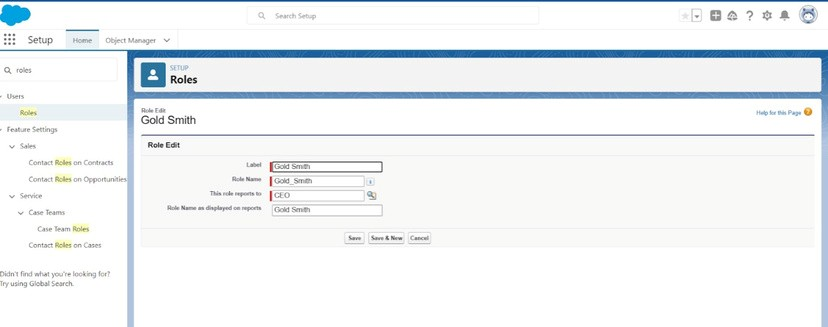 Search Setup
Setup
Home
Object Manager
roles
Users
Roles
Feature Settings
Sales
Contact Roles on Contracts
Contact Roles on Opportunities
Service
Case Teams
Case Team Roles
Contact Roles on Cases
Didn't find what you're looking for?
Try using Global Search.
SETUP
Roles
Role Edit
Gold Smith
Help for this Page
Role Edit
Label
Gold Smith
Role Name
Gold_Smith
This role reports to
CEO
Role Name as displayed on reports
Gold Smith
Save
Save & New
Cancel